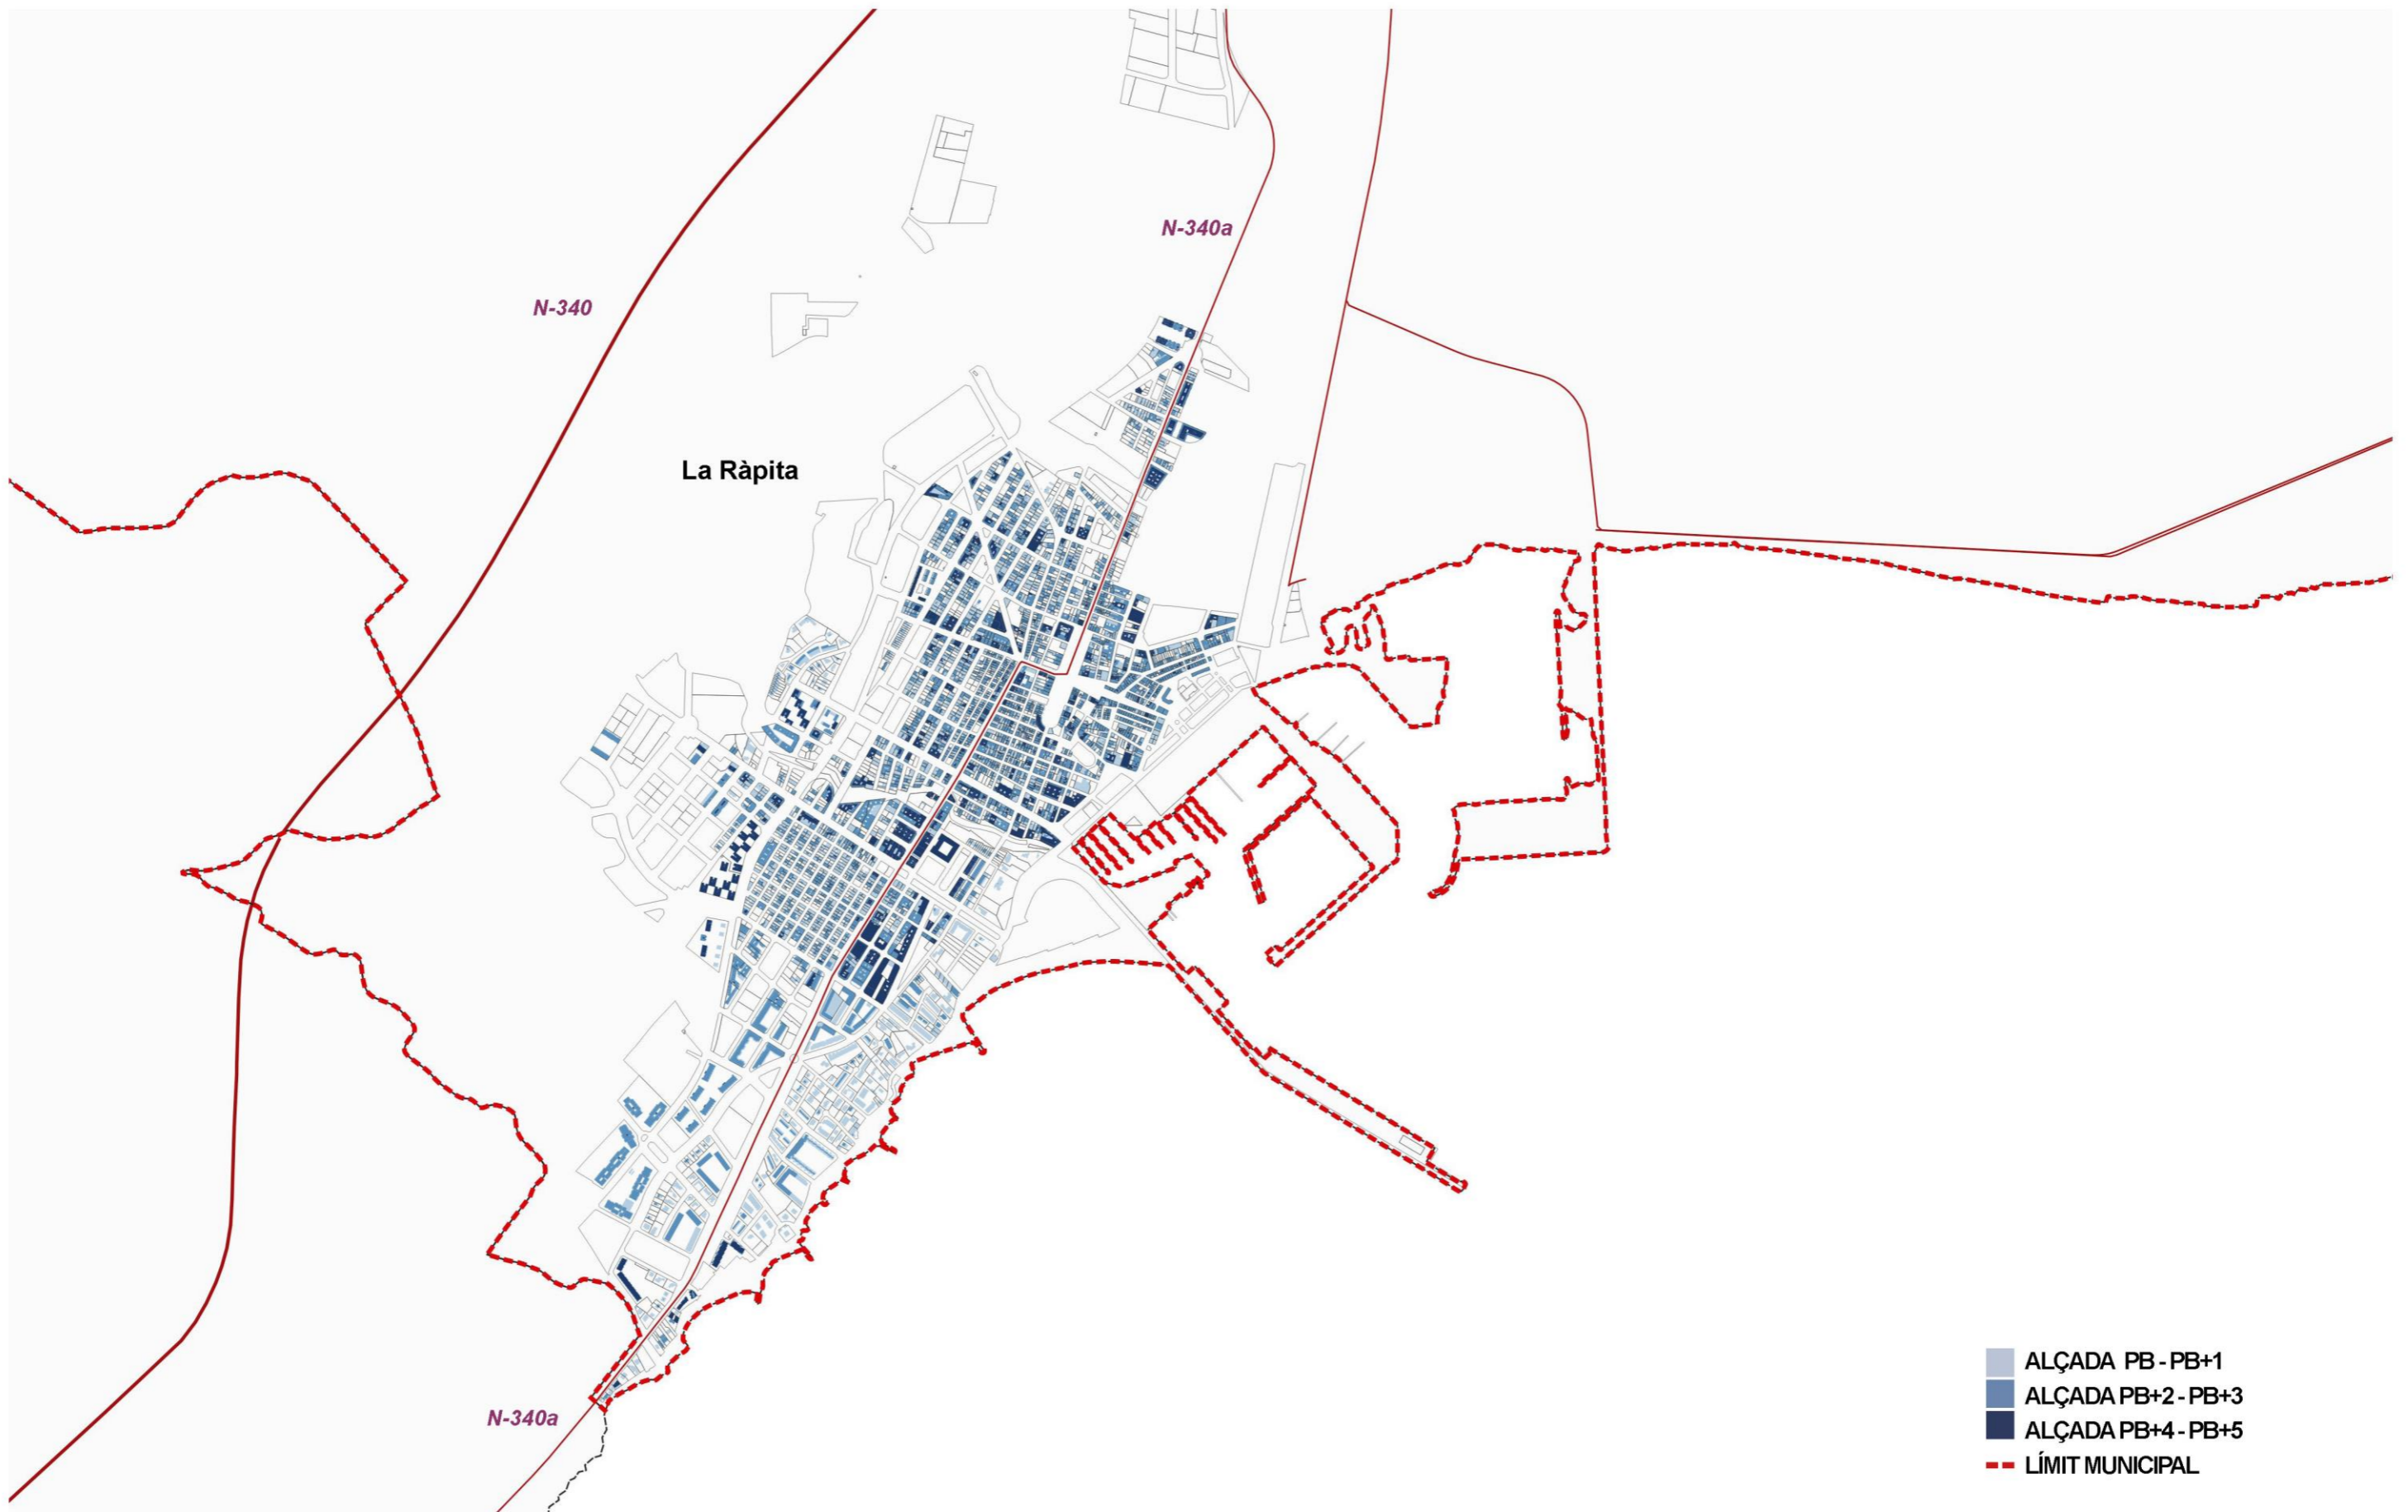 N-340a
N-340
La Ràpita
ALÇADA PB - PB+1
ALÇADA PB+2 - PB+3
ALÇADA PB+4 - PB+5
LÍMIT MUNICIPAL
N-340a